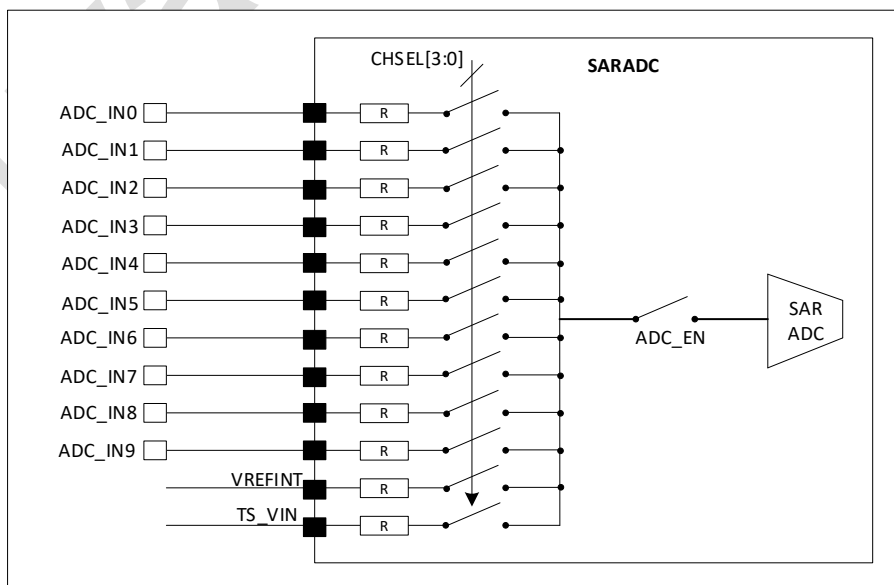 CHSEL[3:0]
SARADC
ADC_IN0
R
ADC_IN1
R
ADC_IN2
R
ADC_IN3
R
ADC_IN4
R
ADC_IN5
R
ADC_IN6
R
ADC_IN7
R
ADC_IN8
R
ADC_IN9
R
VREFINT
R
TS_VIN
R
ADC_EN
SAR
ADC